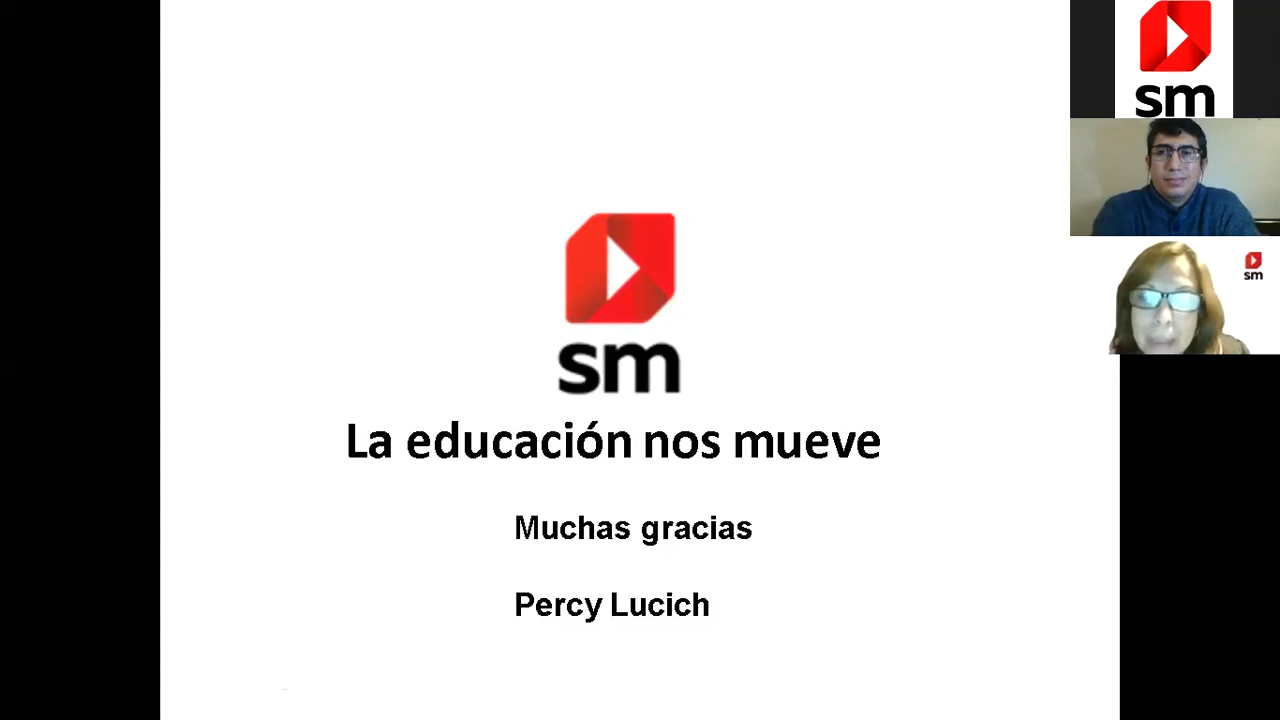 sm
La educación nos mueve
Muchas gracias
Percy Lucich
sm
sm